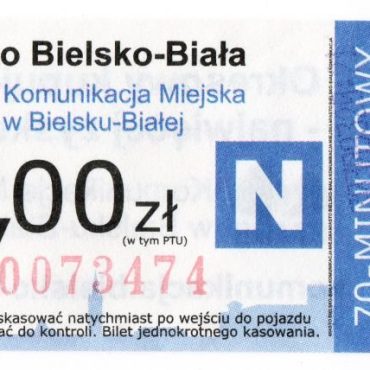 o Bielsko-Biała
Komunikacja Miejska
w Bielsku-Białej
,00 zł
(w tym PTU)
N
0073474
skasować natychmiast po wejściu do pojazdu
ać do kontroli. Bilet jednokrotnego kasowania.
70-MINUTOWY